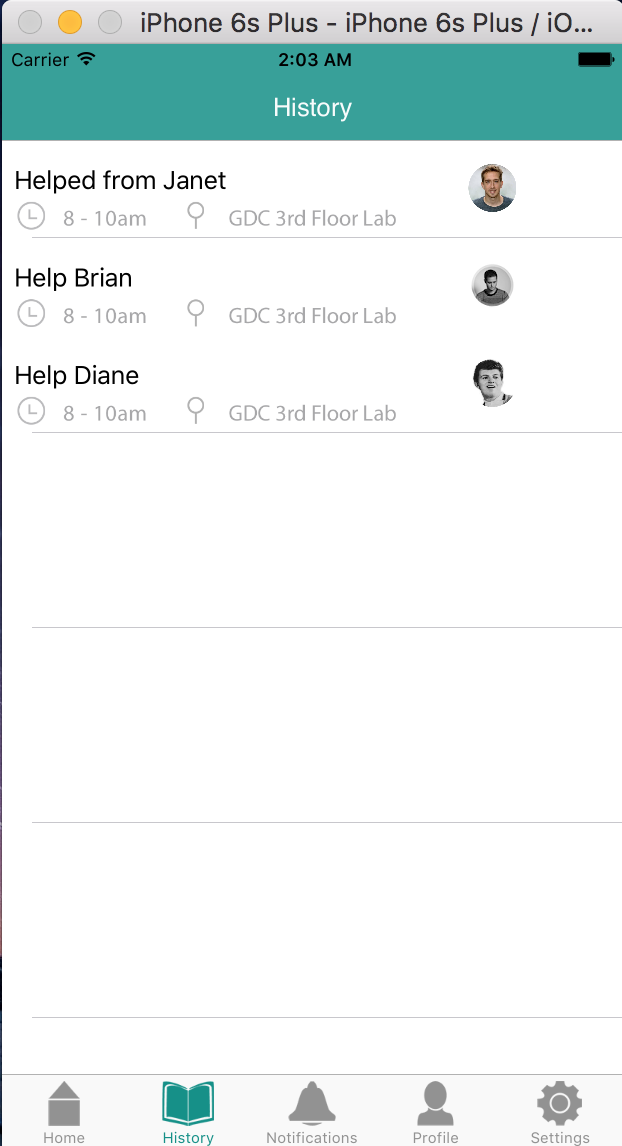 iPhone 6s Plus - iPhone 6s Plus / iO...
Carrier 2:03 AM
History
Helped from Janet
8 - 10am GDC 3rd Floor Lab
Help Brian
8 - 10am GDC 3rd Floor Lab
Help Diane
8 - 10am GDC 3rd Floor Lab
Home History Notifications Profile Settings